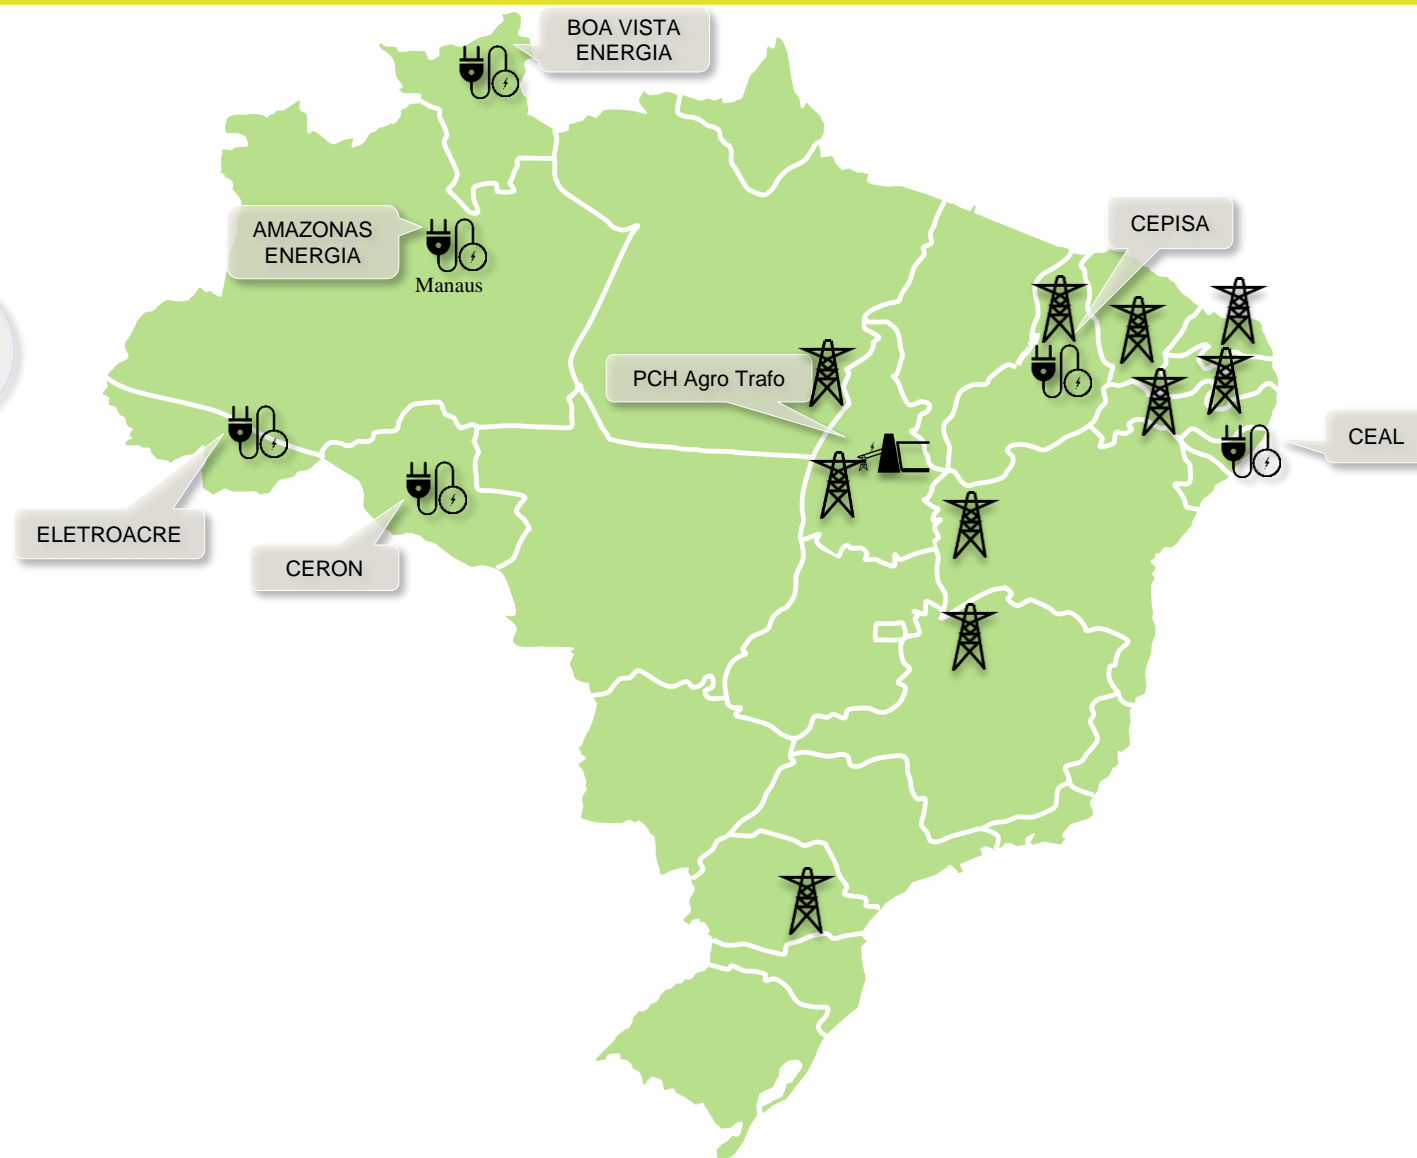 BOA VISTA
ENERGIA
CEPISA
AMAZONAS
ENERGIA
Manaus
PCH Agro Trafo
CEAL
ELETROACRE
CERON